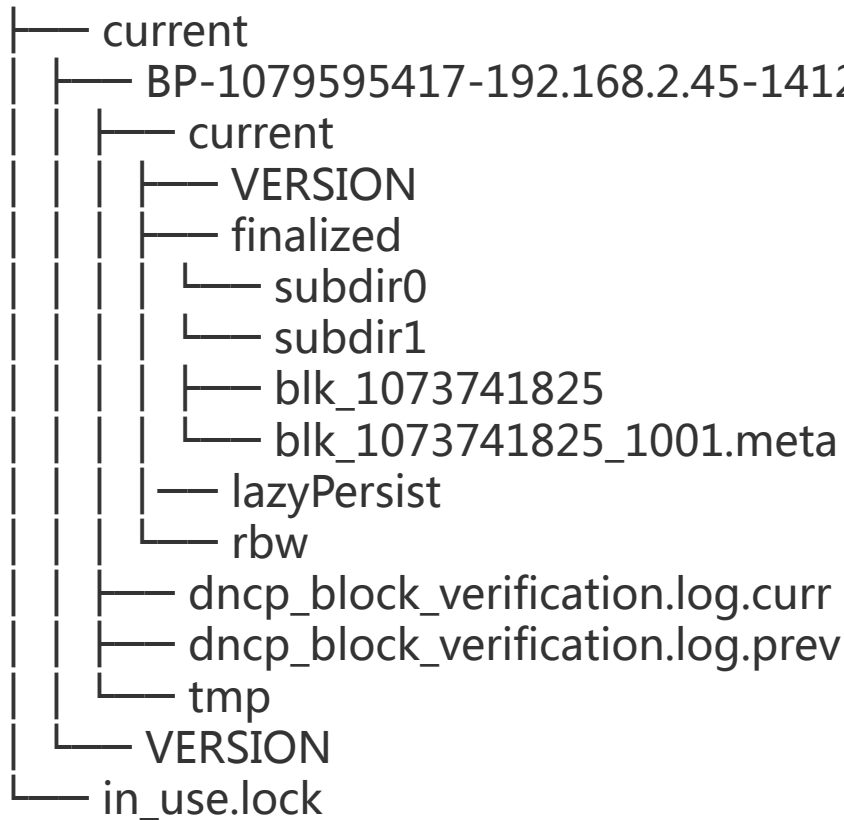 ├── current
│ ├── BP-1079595417-192.168.2.45-1412
│ │ ├── current
│ │ │ ├── VERSION
│ │ │ ├── finalized
│ │ │ │ └── subdir0
│ │ │ │ └── subdir1
│ │ │ │ ├── blk_1073741825
│ │ │ │ └── blk_1073741825_1001.meta
│ │ │ │── lazyPersist
│ │ │ └── rbw
│ │ ├── dncp_block_verification.log.curr
│ │ ├── dncp_block_verification.log.prev
│ │ └── tmp
│ └── VERSION
└── in_use.lock